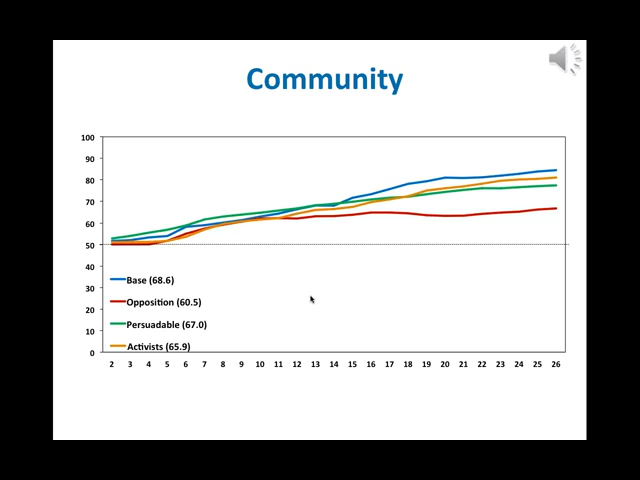 Community
100
90
80
70
60
50
40
30
20
10
0
Base (68.6)
Opposition (60.5)
Persuadable (67.0)
Activists (65.9)
2 3 4 5 6 7 8 9 10 11 12 13 14 15 16 17 18 19 20 21 22 23 24 25 26